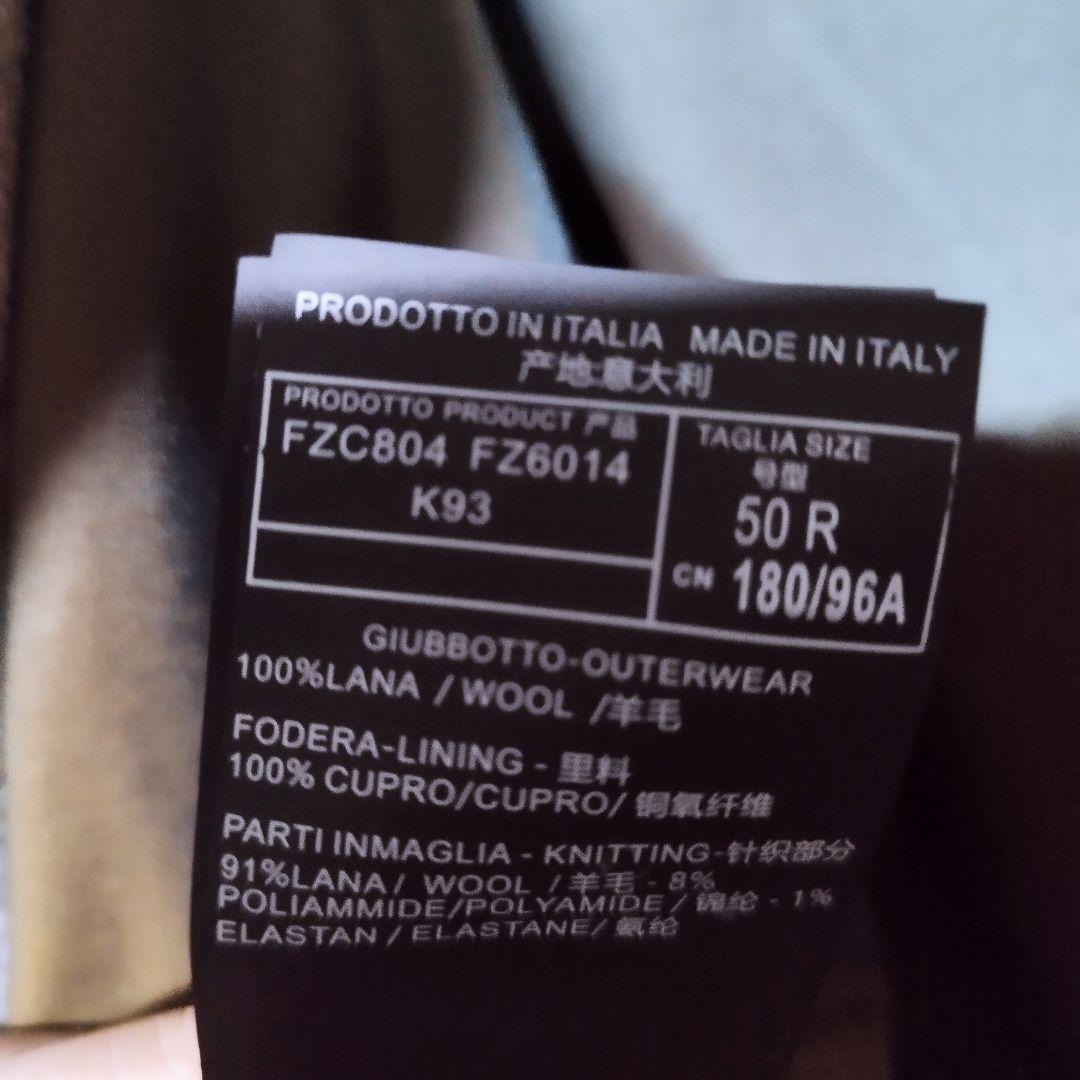 PRODOTTO IN ITALIA MADE IN ITALY
产地意大利
PRODOTTO PRODUCT 产品
FZC804 FZ6014
K93
TAGLIA SIZE
号型
50 R
CN 180/96A
GIUBBOTTO-OUTERWEAR
100%LANA / WOOL /羊毛
FODERA-LINING - 里料
100% CUPRO/CUPRO/ 铜氨纤维
PARTI INMAGLIA - KNITTING-针织部分
91%LANA / WOOL / 羊毛 - 8%
POLIAMMIDE/POLYAMIDE / 锦纶 - 1%
ELASTAN / ELASTANE/ 氨纶